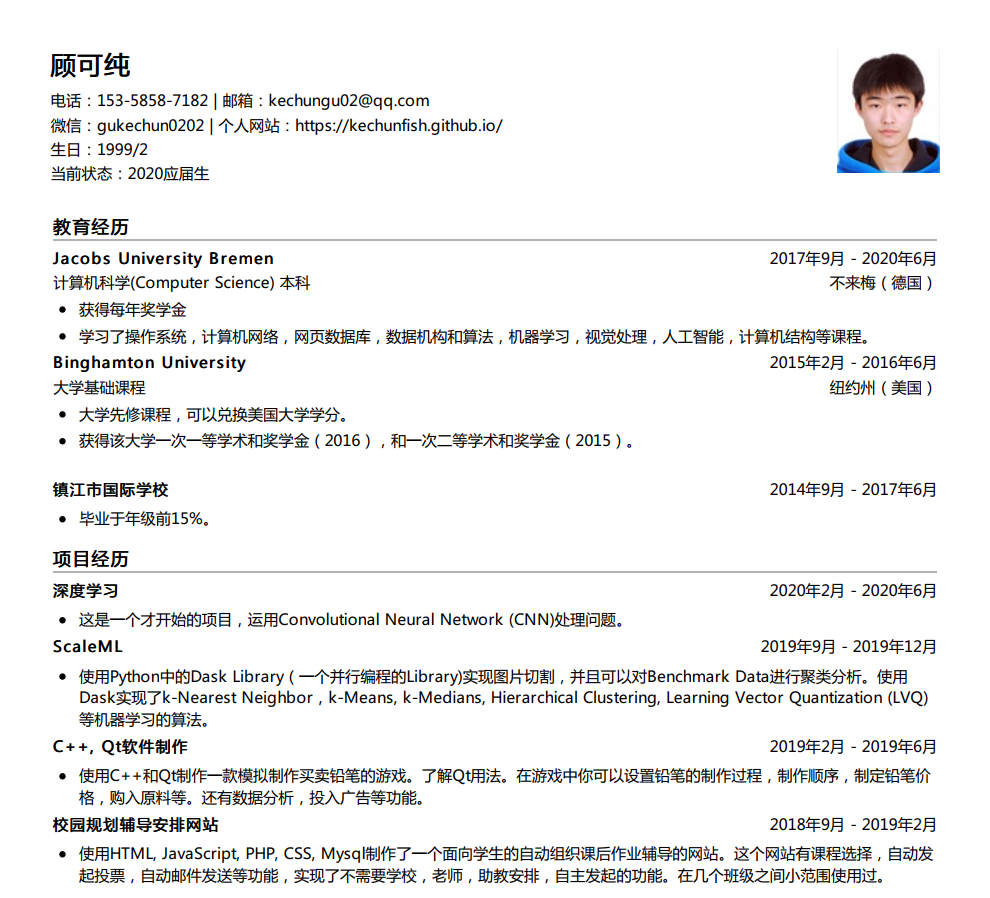 顾可纯
电话：153-5858-7182 | 邮箱：kechungu02@qq.com
微信：gukechun0202 | 个人网站：https://kechunfish.github.io/
生日：1999/2
当前状态：2020应届生
教育经历
Jacobs University Bremen 2017年9月 - 2020年6月
计算机科学(Computer Science) 本科 不来梅（德国）
• 获得每年奖学金
• 学习了操作系统，计算机网络，网页数据库，数据机构和算法，机器学习，视觉处理，人工智能，计算机结构等课程。
Binghamton University 2015年2月 - 2016年6月
大学基础课程 纽约州（美国）
• 大学先修课程，可以兑换美国大学学分。
• 获得该大学一次一等学术和奖学金（2016），和一次二等学术和奖学金（2015）。
镇江市国际学校 2014年9月 - 2017年6月
• 毕业于年级前15%。
项目经历
深度学习 2020年2月 - 2020年6月
• 这是一个才开始的项目，运用Convolutional Neural Network (CNN)处理问题。
ScaleML 2019年9月 - 2019年12月
• 使用Python中的Dask Library（一个并行编程的Library)实现图片切割，并且可以对Benchmark Data进行聚类分析。使用
Dask实现了k-Nearest Neighbor，k-Means, k-Medians, Hierarchical Clustering, Learning Vector Quantization (LVQ)
等机器学习的算法。
C++, Qt软件制作 2019年2月 - 2019年6月
• 使用C++和Qt制作一款模拟制作买卖铅笔的游戏。了解Qt用法。在游戏中你可以设置铅笔的制作过程，制作顺序，制定铅笔价
格，购入原料等。还有数据分析，投入广告等功能。
校园规划辅导安排网站 2018年9月 - 2019年2月
• 使用HTML, JavaScript, PHP, CSS, Mysql制作了一个面向学生的自动组织课后作业辅导的网站。这个网站有课程选择，自动发
起投票，自动邮件发送等功能，实现了不需要学校，老师，助教安排，自主发起的功能。在几个班级之间小范围使用过。